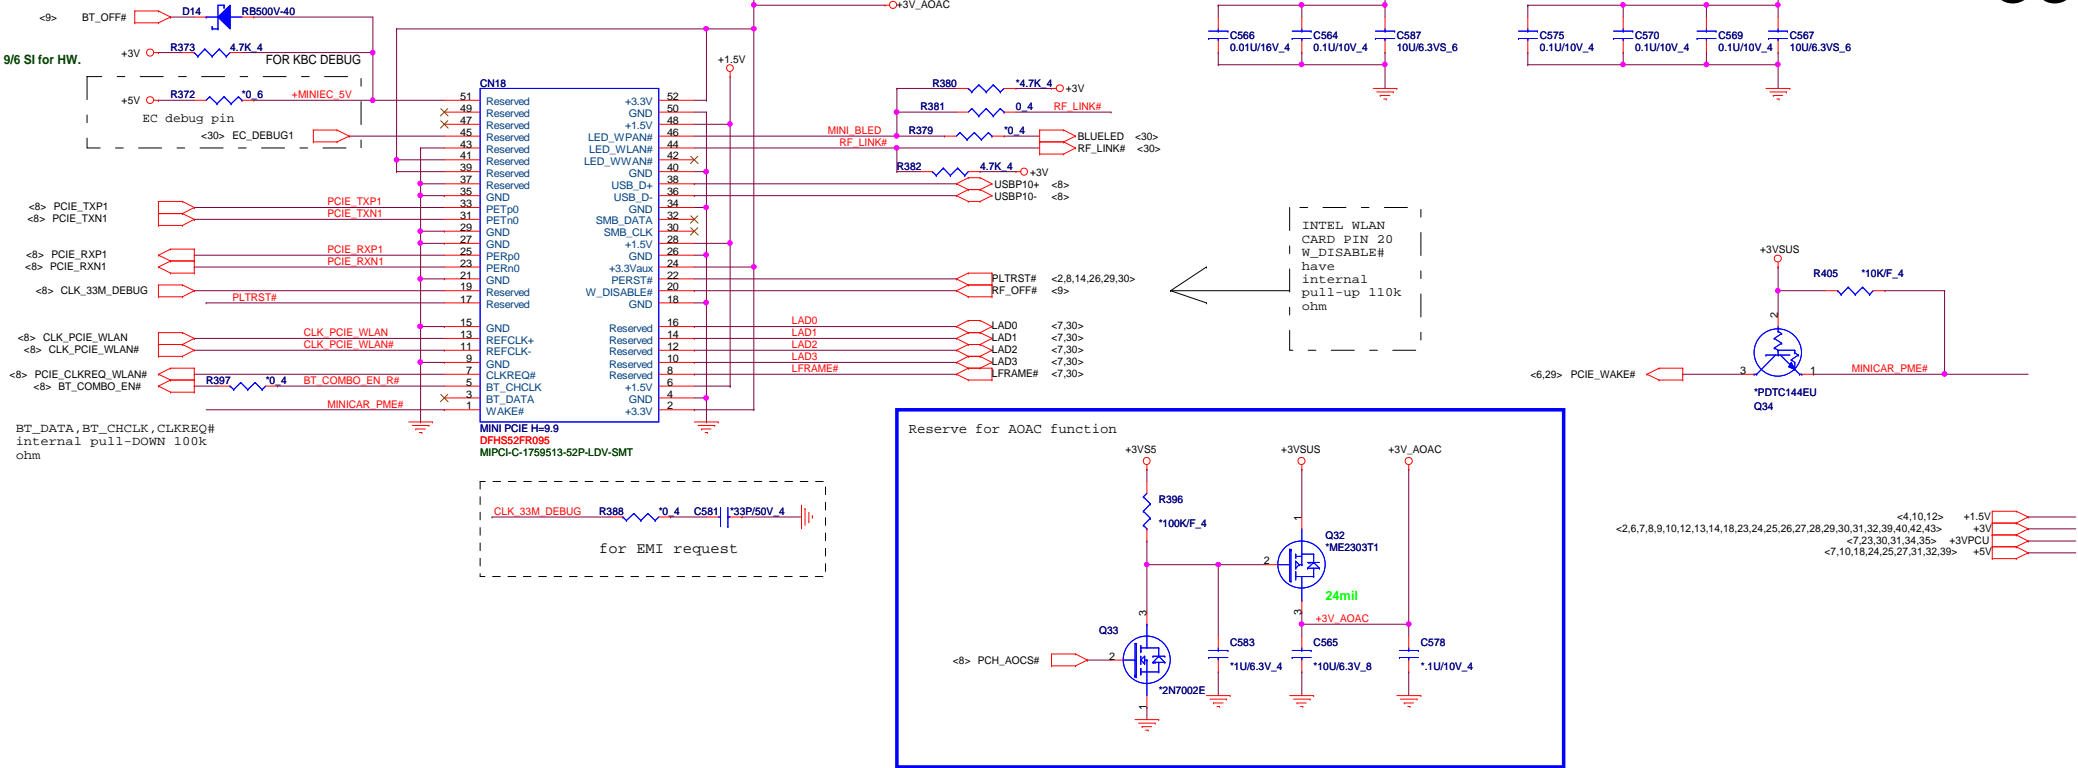 <9> BT_OFF# D14 RB500V-40
+3V R373 4.7K_4
9/6 SI for HW.
FOR KBC DEBUG
+5V R372 *0_6 +MINIEC_5V
EC debug pin
<30> EC_DEBUG1
+3V_AOAC
+1.5V
CN18
51 Reserved +3.3V 52
49 Reserved GND 50
47 Reserved +1.5V 48
45 Reserved LED_WPAN# 46
43 Reserved LED_WLAN# 44
41 Reserved LED_WWAN# 42
39 Reserved GND 40
37 Reserved USB_D+ 38
35 GND USB_D- 36
33 PETp0 GND 34
31 PETn0 SMB_DATA 32
29 GND SMB_CLK 30
27 GND +1.5V 28
25 PERp0 GND 26
23 PERn0 +3.3Vaux 24
21 GND PERST# 22
19 Reserved W_DISABLE# 20
17 Reserved GND 18
15 GND Reserved 16
13 REFCLK+ Reserved 14
11 REFCLK- Reserved 12
9 GND Reserved 10
7 CLKREQ# Reserved 8
5 BT_CHCLK +1.5V 6
3 BT_DATA GND 4
1 WAKE# +3.3V 2
MINI PCIE H=9.9
DFHS52FR095
MIPCI-C-1759513-52P-LDV-SMT
<8> PCIE_TXP1 PCIE_TXP1
<8> PCIE_TXN1 PCIE_TXN1
<8> PCIE_RXP1 PCIE_RXP1
<8> PCIE_RXN1 PCIE_RXN1
<8> CLK_33M_DEBUG
PLTRST#
<8> CLK_PCIE_WLAN CLK_PCIE_WLAN
<8> CLK_PCIE_WLAN# CLK_PCIE_WLAN#
<8> PCIE_CLKREQ_WLAN#
<8> BT_COMBO_EN# R397 *0_4 BT_COMBO_EN_R#
MINICAR_PME#
BT_DATA,BT_CHCLK,CLKREQ#
internal pull-DOWN 100k
ohm
R380 *4.7K_4 +3V
R381 0_4 RF_LINK#
MINI_BLED R379 *0_4 BLUELED <30>
RF_LINK# RF_LINK# <30>
R382 4.7K_4 +3V
USBP10+ <8>
USBP10- <8>
PLTRST# <2,8,14,26,29,30>
RF_OFF# <9>
LAD0 LAD0 <7,30>
LAD1 LAD1 <7,30>
LAD2 LAD2 <7,30>
LAD3 LAD3 <7,30>
LFRAME# LFRAME# <7,30>
C566
0.01U/16V_4
C564
0.1U/10V_4
C587
10U/6.3VS_6
C575
0.1U/10V_4
C570
0.1U/10V_4
C569
0.1U/10V_4
C567
10U/6.3VS_6
INTEL WLAN
CARD PIN 20
W_DISABLE#
have
internal
pull-up 110k
ohm
+3VSUS
R405 *10K/F_4
2
<6,29> PCIE_WAKE# 3 1 MINICAR_PME#
*PDTC144EU
Q34
CLK_33M_DEBUG R388 *0_4 C581 *33P/50V_4
for EMI request
Reserve for AOAC function
+3VS5 +3VSUS +3V_AOAC
R396
*100K/F_4
1
Q32
*ME2303T1
2
24mil
3
+3V_AOAC
3
Q33
<8> PCH_AOCS# 2
*2N7002E
1
C583
*1U/6.3V_4
C565
*10U/6.3V_8
C578
*.1U/10V_4
<4,10,12> +1.5V
<2,6,7,8,9,10,12,13,14,18,23,24,25,26,27,28,29,30,31,32,39,40,42,43> +3V
<7,23,30,31,34,35> +3VPCU
<7,10,18,24,25,27,31,32,39> +5V